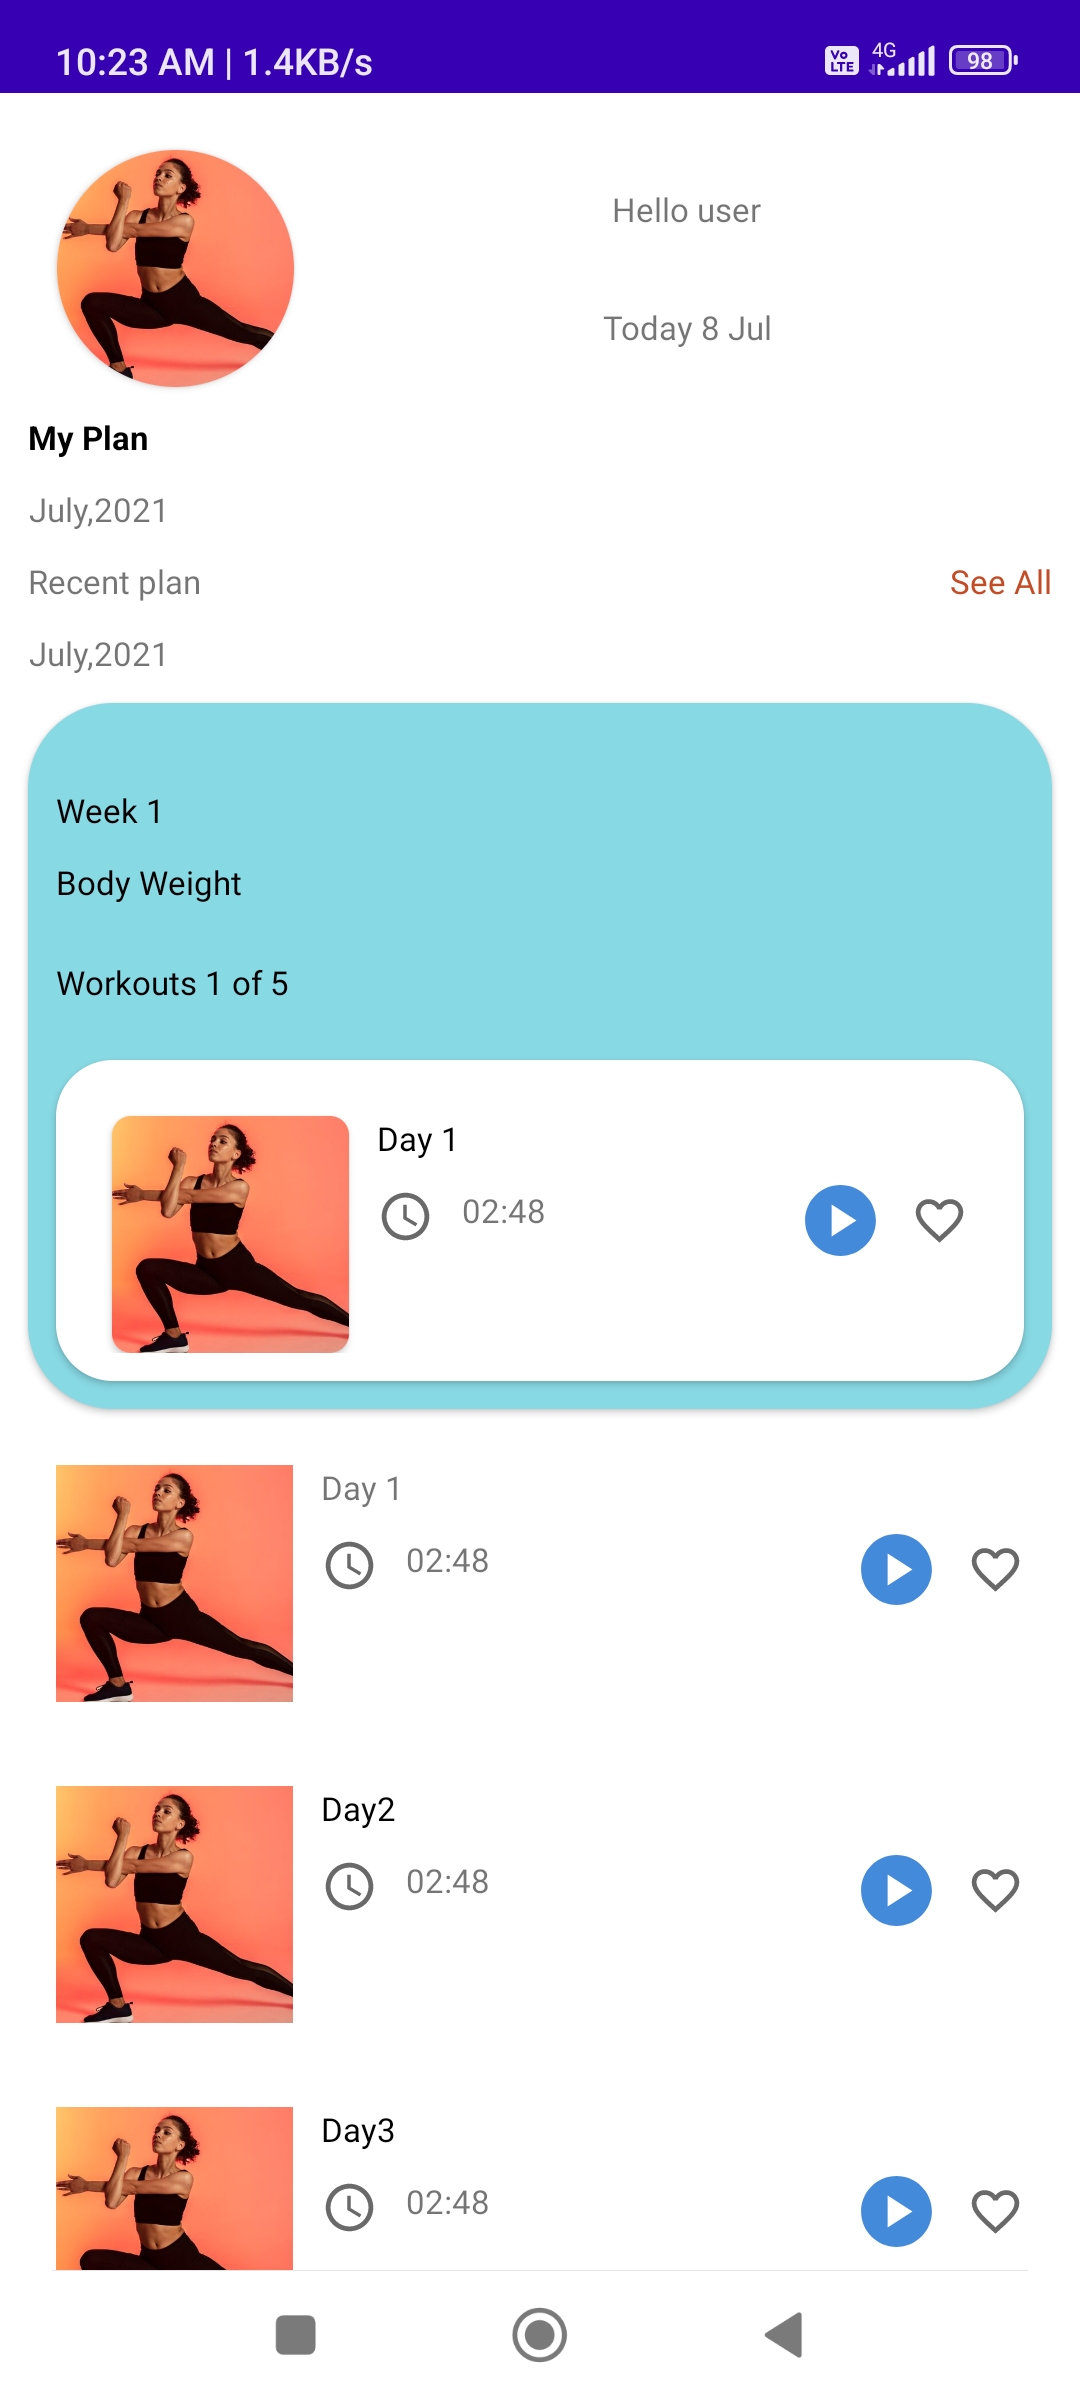 10:23 AM | 1.4KB/s
Vo LTE 4G 98
Hello user
Today 8 Jul
My Plan
July,2021
Recent plan See All
July,2021
Week 1
Body Weight
Workouts 1 of 5
Day 1
02:48
Day 1
02:48
Day2
02:48
Day3
02:48